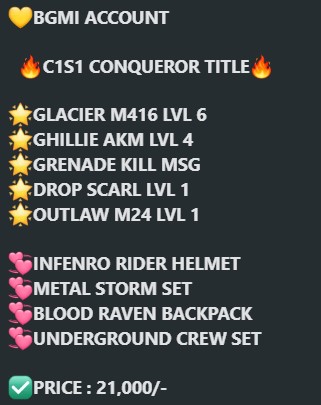 💛BGMI ACCOUNT
🔥C1S1 CONQUEROR TITLE🔥
🌟GLACIER M416 LVL 6
🌟GHILLIE AKM LVL 4
🌟GRENADE KILL MSG
🌟DROP SCARL LVL 1
🌟OUTLAW M24 LVL 1
💞INFENRO RIDER HELMET
💞METAL STORM SET
💞BLOOD RAVEN BACKPACK
💞UNDERGROUND CREW SET
✅PRICE : 21,000/-